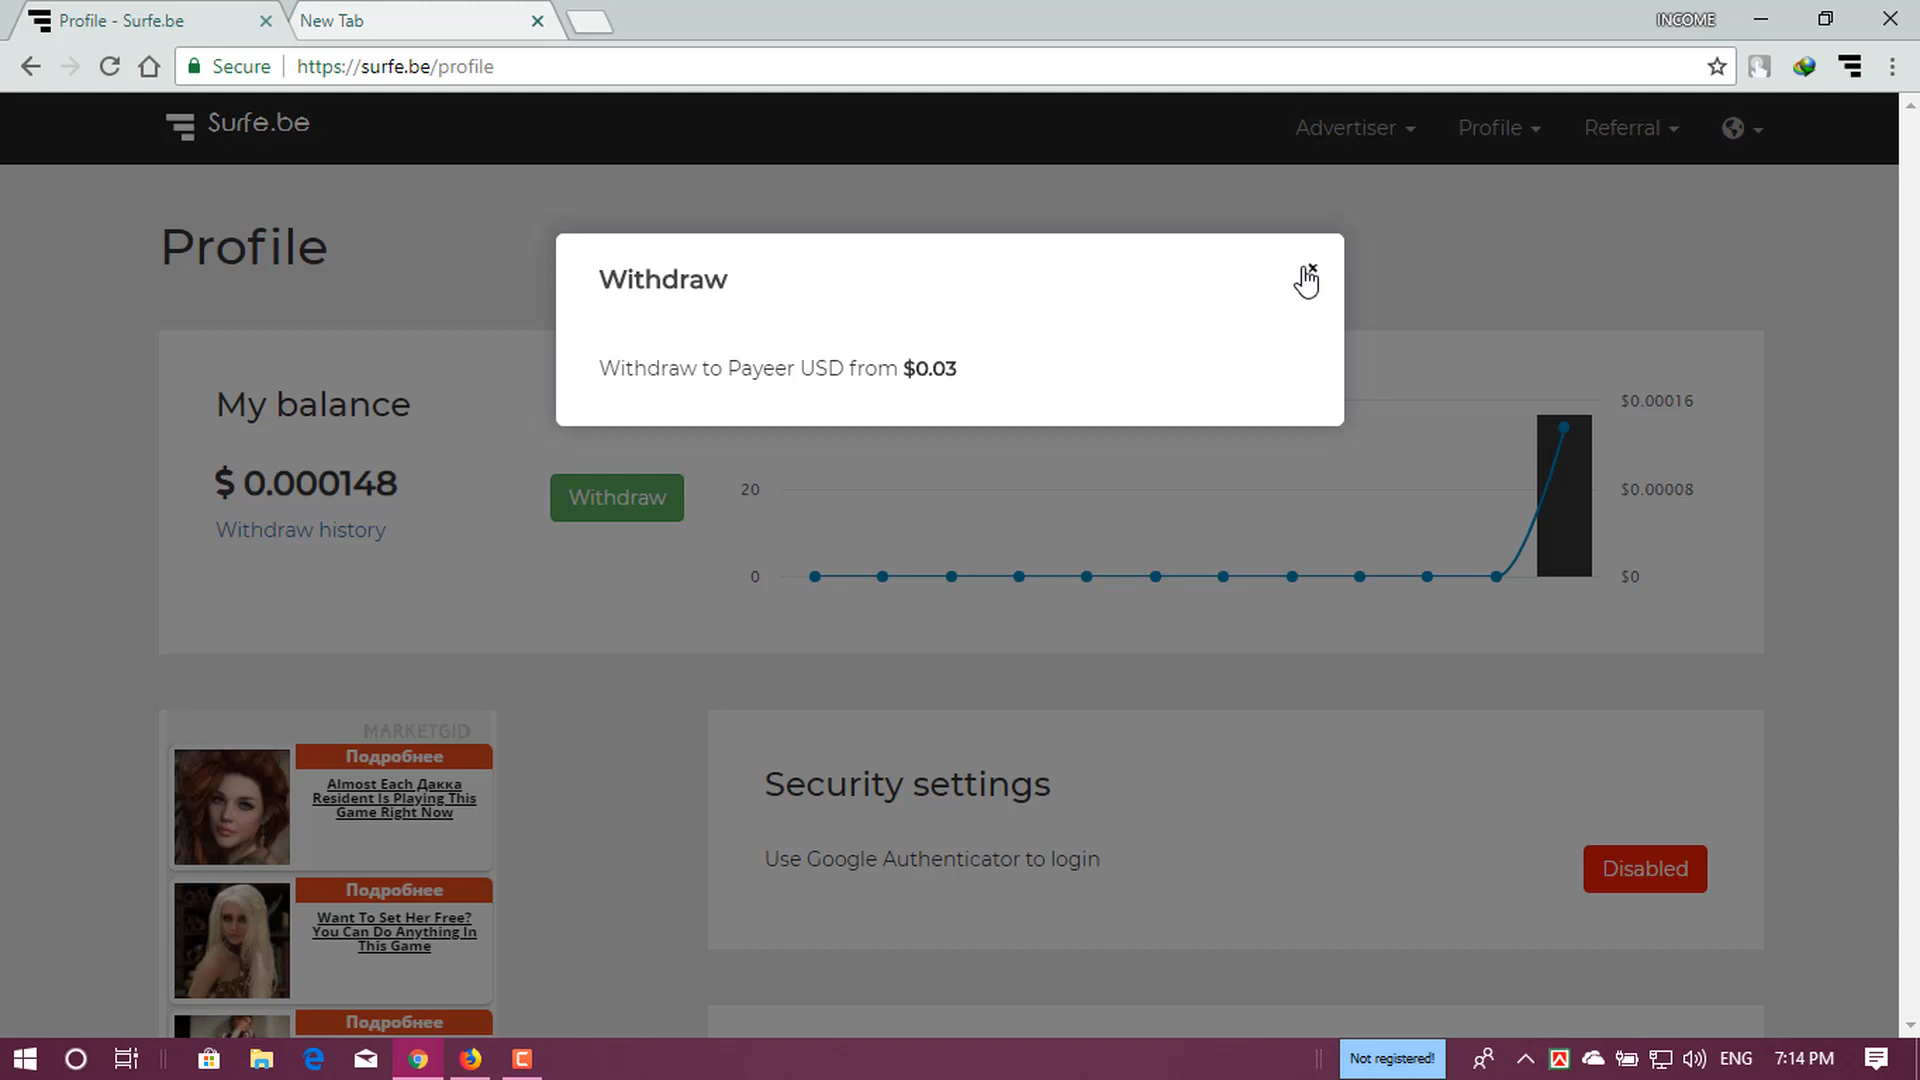 Profile - Surfe.be
New Tab
INCOME
Secure
https://surfe.be/profile
Surfe.be
Advertiser
Profile
Referral
Profile
Withdraw
Withdraw to Payeer USD from $0.03
My balance
$ 0.000148
Withdraw
Withdraw history
20
0
$0.00016
$0.00008
$0
MARKETGID
Подробнее
Almost Each Дакка
Resident Is Playing This
Game Right Now
Подробнее
Want To Set Her Free?
You Can Do Anything In
This Game
Подробнее
Security settings
Use Google Authenticator to login
Disabled
Not registered!
ENG
7:14 PM